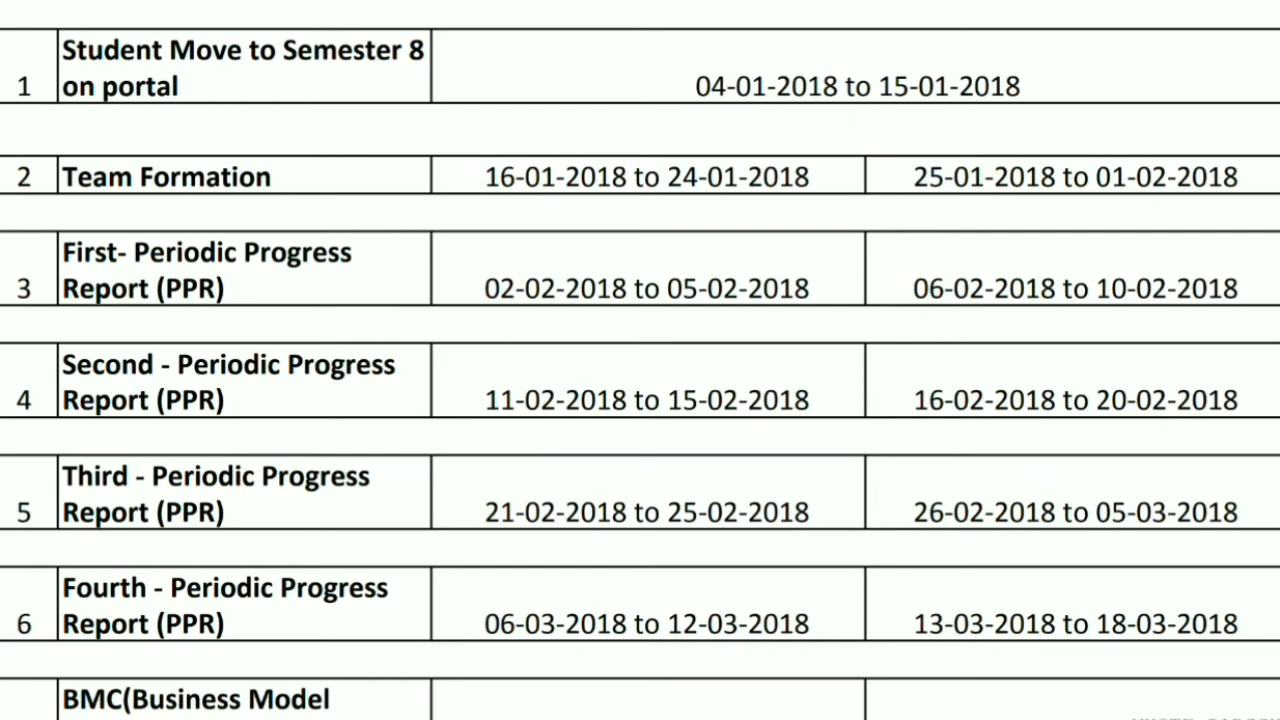 Student Move to Semester 8
1 on portal 04-01-2018 to 15-01-2018
2 Team Formation 16-01-2018 to 24-01-2018 25-01-2018 to 01-02-2018
First- Periodic Progress
3 Report (PPR) 02-02-2018 to 05-02-2018 06-02-2018 to 10-02-2018
Second - Periodic Progress
4 Report (PPR) 11-02-2018 to 15-02-2018 16-02-2018 to 20-02-2018
Third - Periodic Progress
5 Report (PPR) 21-02-2018 to 25-02-2018 26-02-2018 to 05-03-2018
Fourth - Periodic Progress
6 Report (PPR) 06-03-2018 to 12-03-2018 13-03-2018 to 18-03-2018
BMC(Business Model